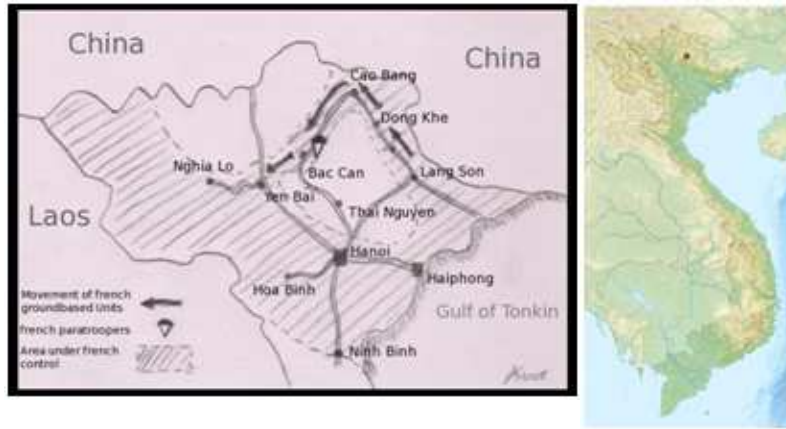 China
China
Cao Bang
Dong Khe
Nghia Lo
Bac Can
Lang Son
Yen Bai
Laos
Thai Nguyen
Hanoi
Haiphong
Hoa Binh
Movement of french
groundbased Units
Gulf of Tonkin
french paratroopers
Area under french
control
Ninh Binh